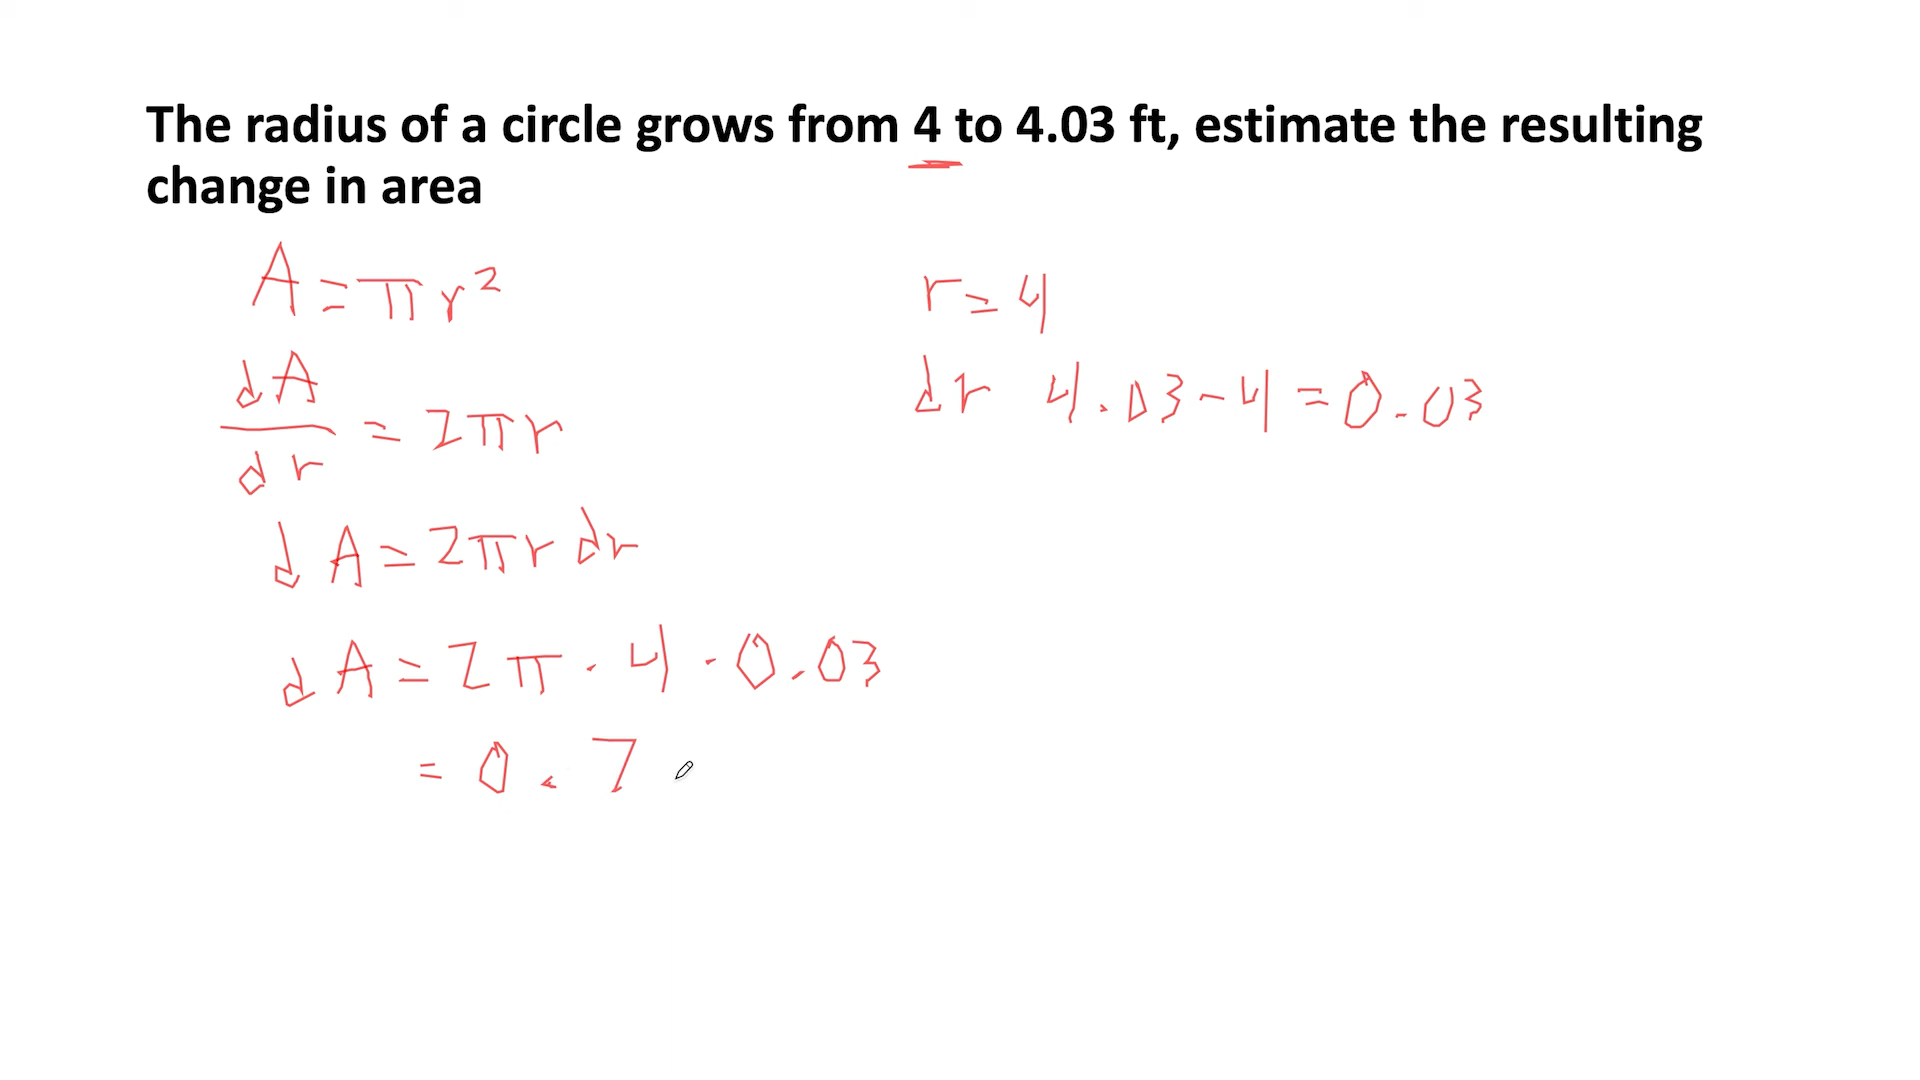 The radius of a circle grows from 4 to 4.03 ft, estimate the resulting
change in area
A = πr²
r = 4
dA/dr = 2πr
dr 4.03 - 4 = 0.03
dA = 2πr dr
dA = 2π · 4 · 0.03
= 0.7